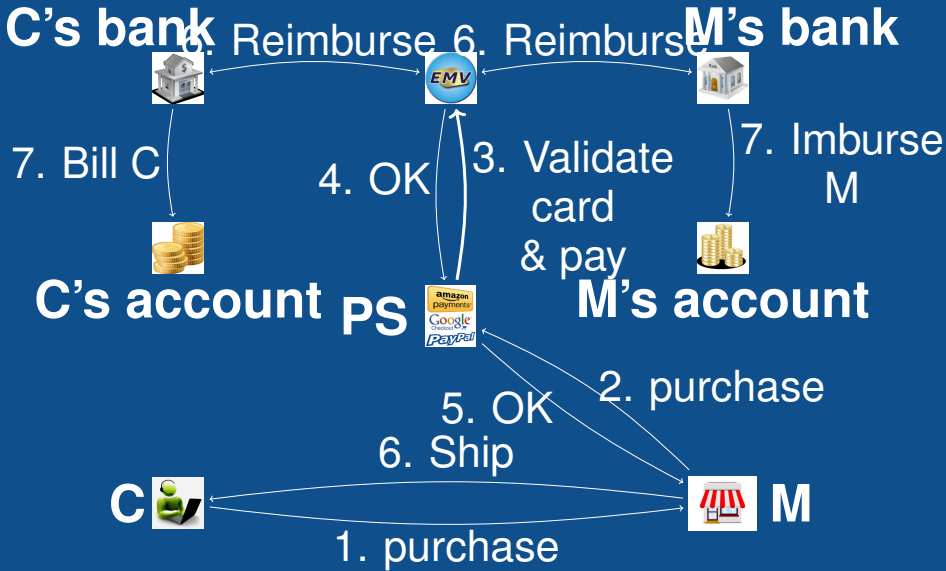 C's bank
6. Reimburse
6. Reimburse
M's bank
EMV
7. Bill C
4. OK
3. Validate
card
& pay
7. Imburse
M
C's account
PS
amazon
payments
Google
Checkout
PayPal
M's account
5. OK
2. purchase
6. Ship
C
M
1. purchase